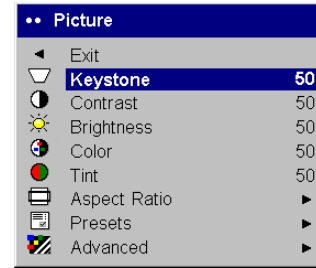 Picture
Exit
Keystone 50
Contrast 50
Brightness 50
Color 50
Tint 50
Aspect Ratio
Presets
Advanced